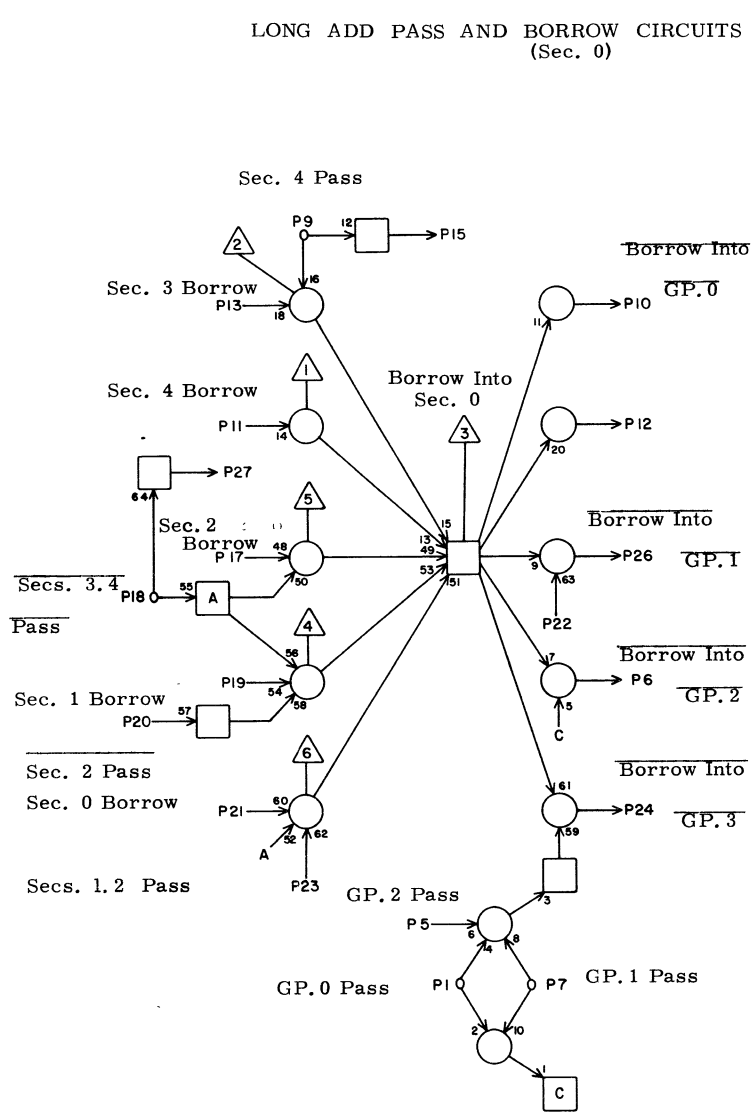 LONG ADD PASS AND BORROW CIRCUITS
(Sec. 0)
Sec. 4 Pass
P9
12
P15
2
16
Sec. 3 Borrow
P13
18
Borrow Into
GP.0
P10
11
1
Sec. 4 Borrow
P11
14
Borrow Into
Sec. 0
3
P12
20
P27
64
5
Sec. 2
Borrow
P17
48
50
15
13
49
53
51
Borrow Into
GP.1
P26
9
63
P22
Secs. 3.4
Pass
P18
55
A
4
56
P19
54
58
Sec. 1 Borrow
P20
57
Borrow Into
GP.2
17
P6
5
C
6
Sec. 2 Pass
Sec. 0 Borrow
P21
60
52
62
A
P23
Secs. 1.2 Pass
Borrow Into
GP.3
61
P24
59
3
GP.2 Pass
P5
6
4
8
GP.0 Pass
P1
P7
GP.1 Pass
2
10
1
C